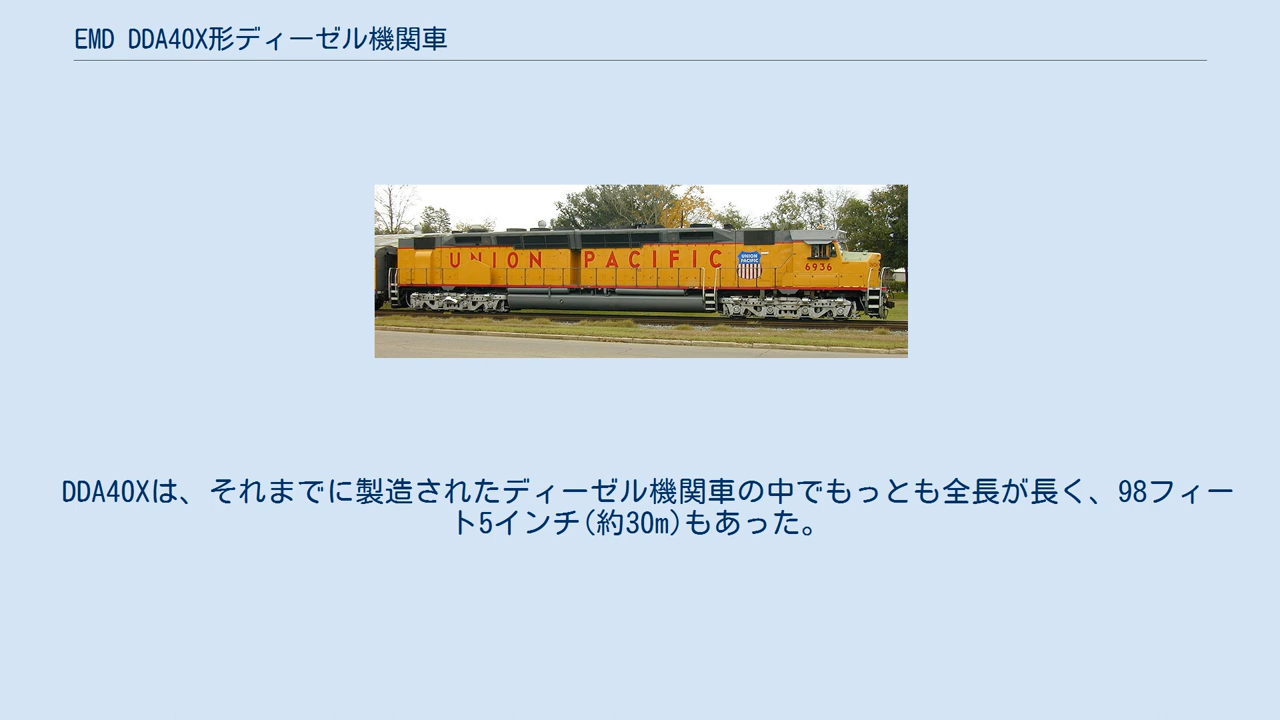 EMD DDA40X形ディーゼル機関車
UNION PACIFIC
UNION
PACIFIC
6936
DDA40Xは、それまでに製造されたディーゼル機関車の中でもっとも全長が長く、98フィー
ト5インチ(約30m)もあった。